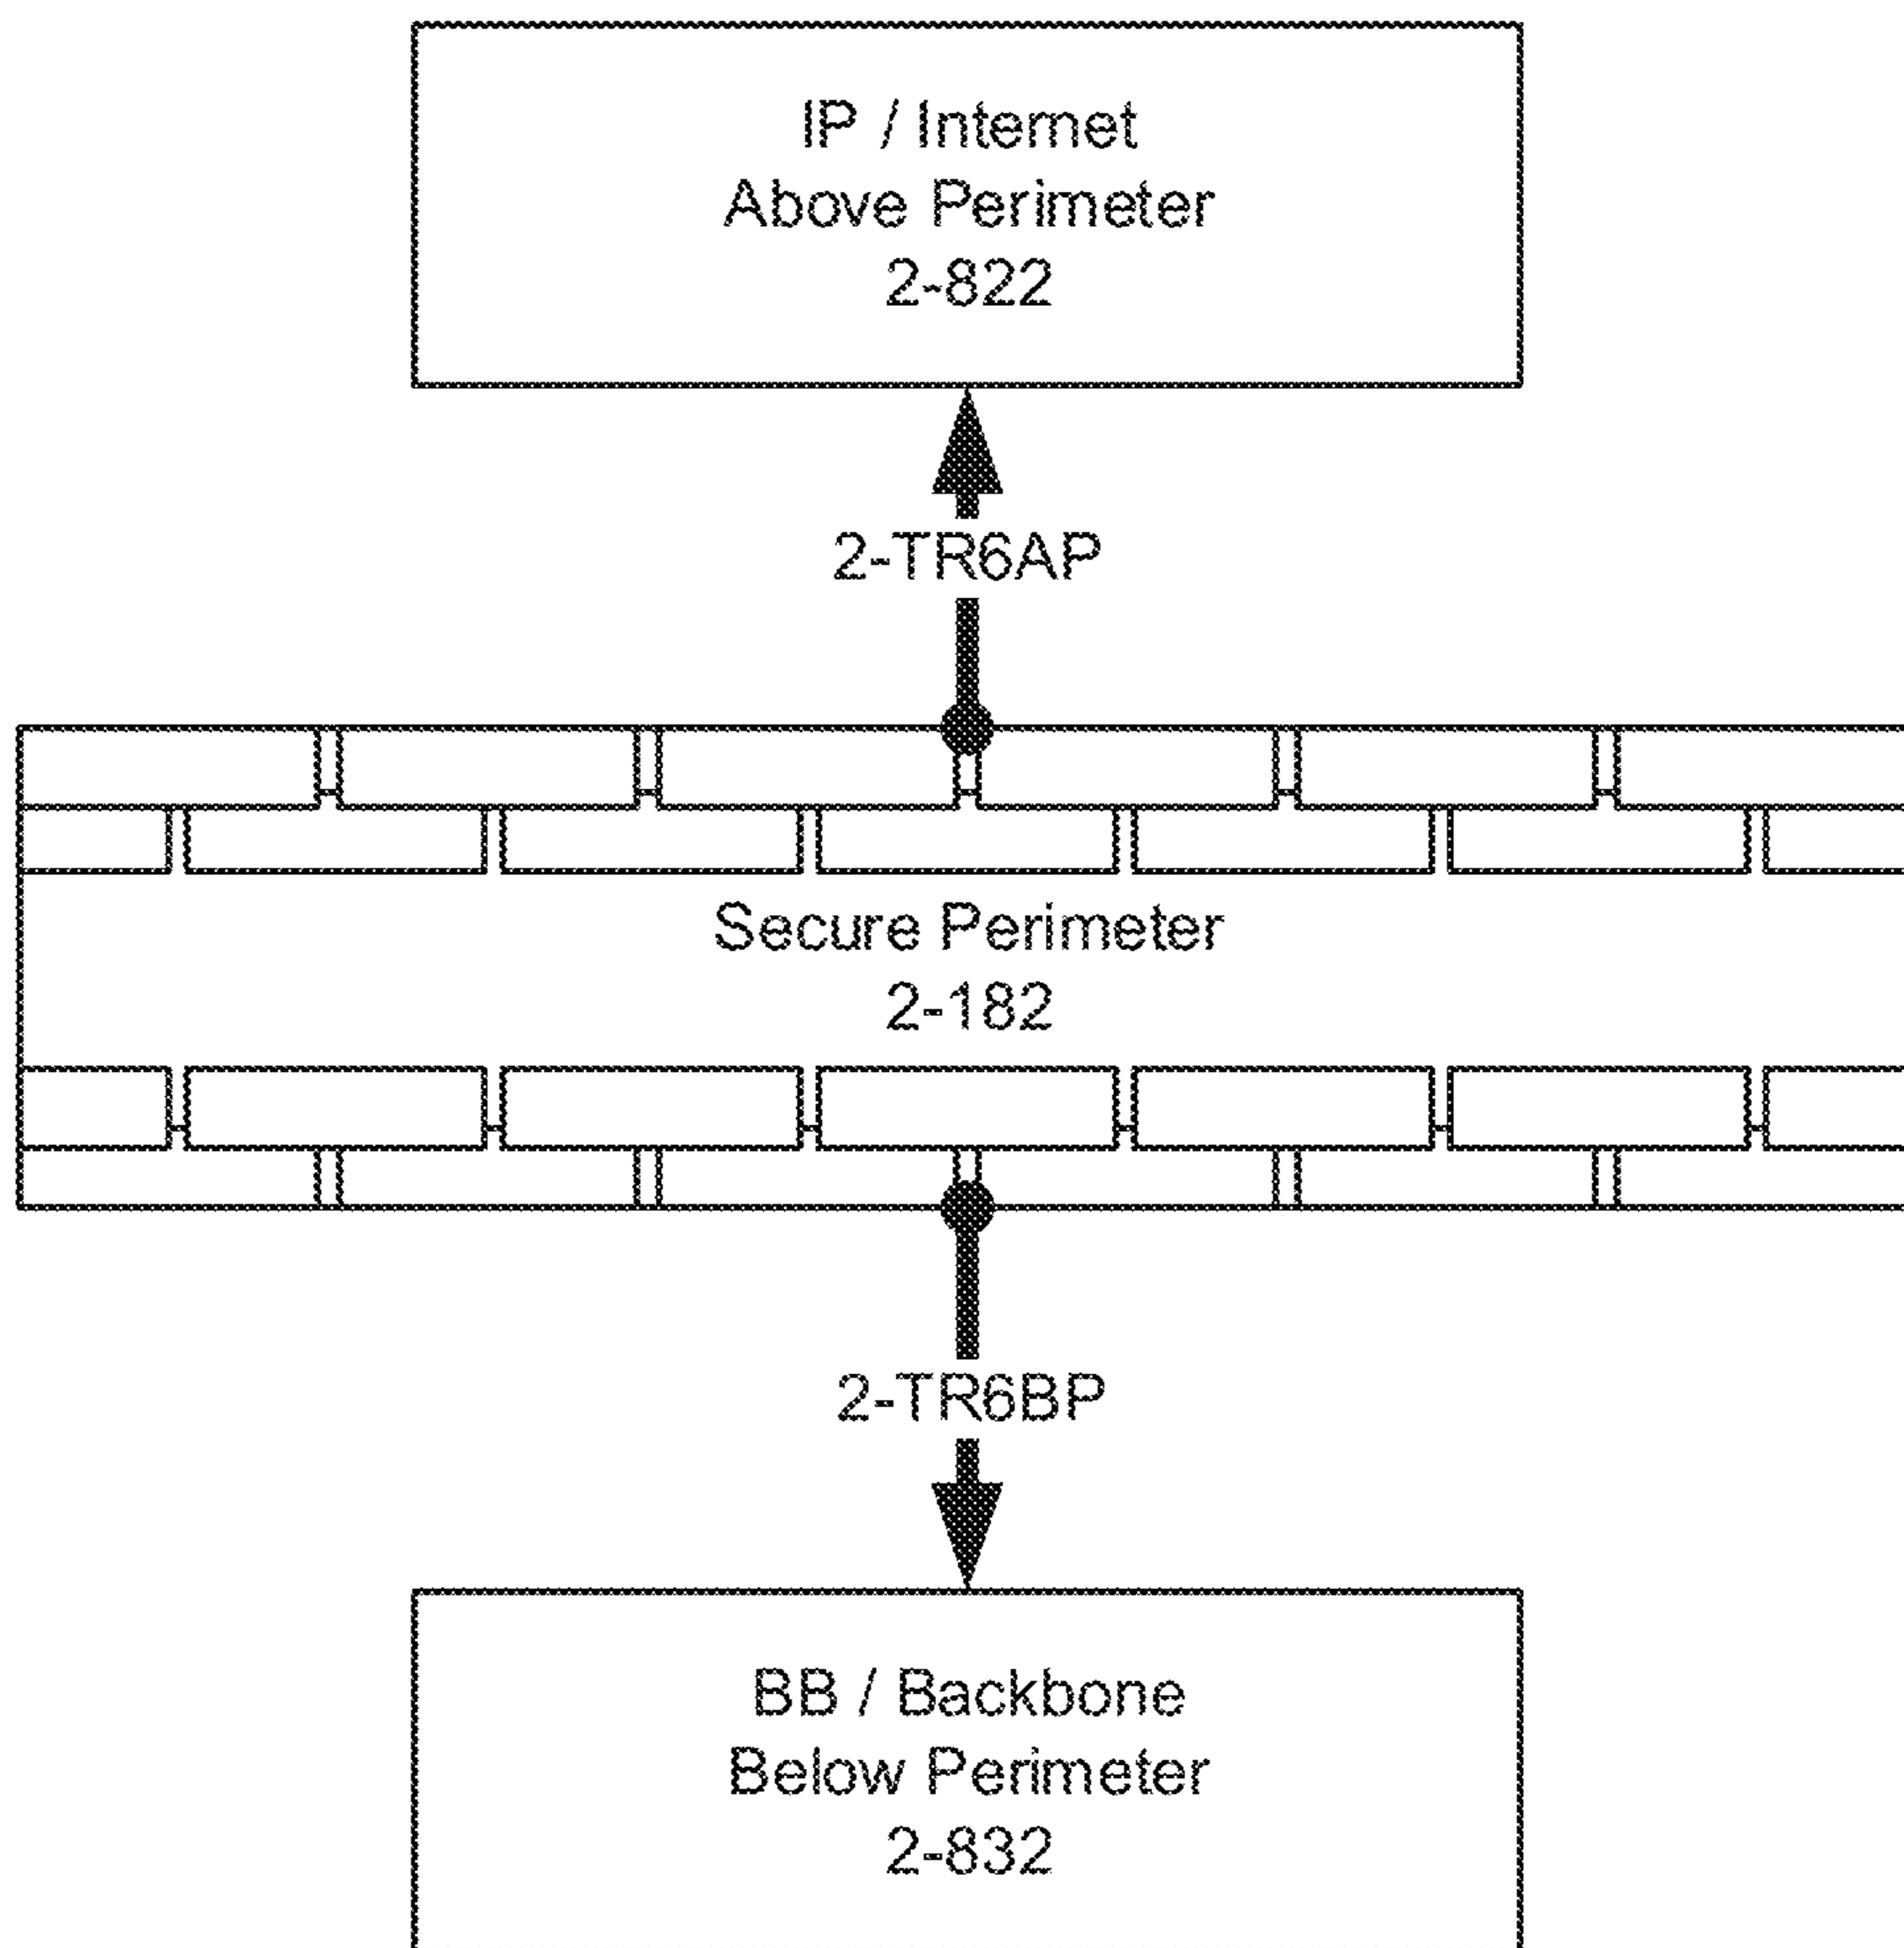 IP / Internet
Above Perimeter
2-822
2-TR6AP
Secure Perimeter
2-182
2-TR6BP
BB / Backbone
Below Perimeter
2-832